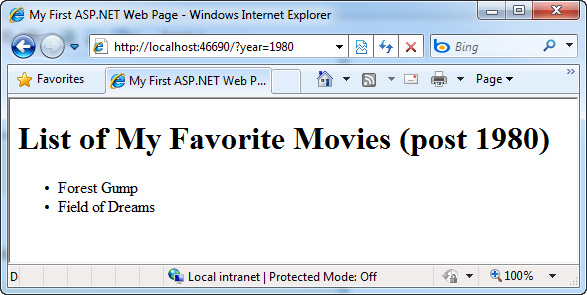 My First ASP.NET Web Page - Windows Internet Explorer
http://localhost:46690/?year=1980
Bing
Favorites
My First ASP.NET Web P...
Page
»
List of My Favorite Movies (post 1980)
• Forest Gump
• Field of Dreams
D
Local intranet | Protected Mode: Off
100%